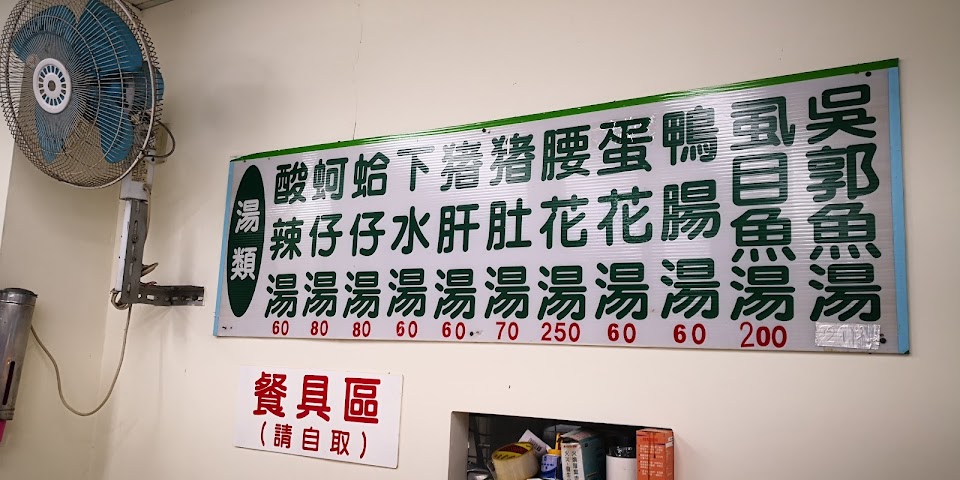 湯類
酸辣湯 60
蚵仔湯 80
蛤仔湯 80
下水湯 60
猪肝湯 60
猪肚湯 70
腰花湯 250
蛋花湯 60
鴨腸湯 60
虱目魚湯 200
吳郭魚湯
餐具區
(請自取)